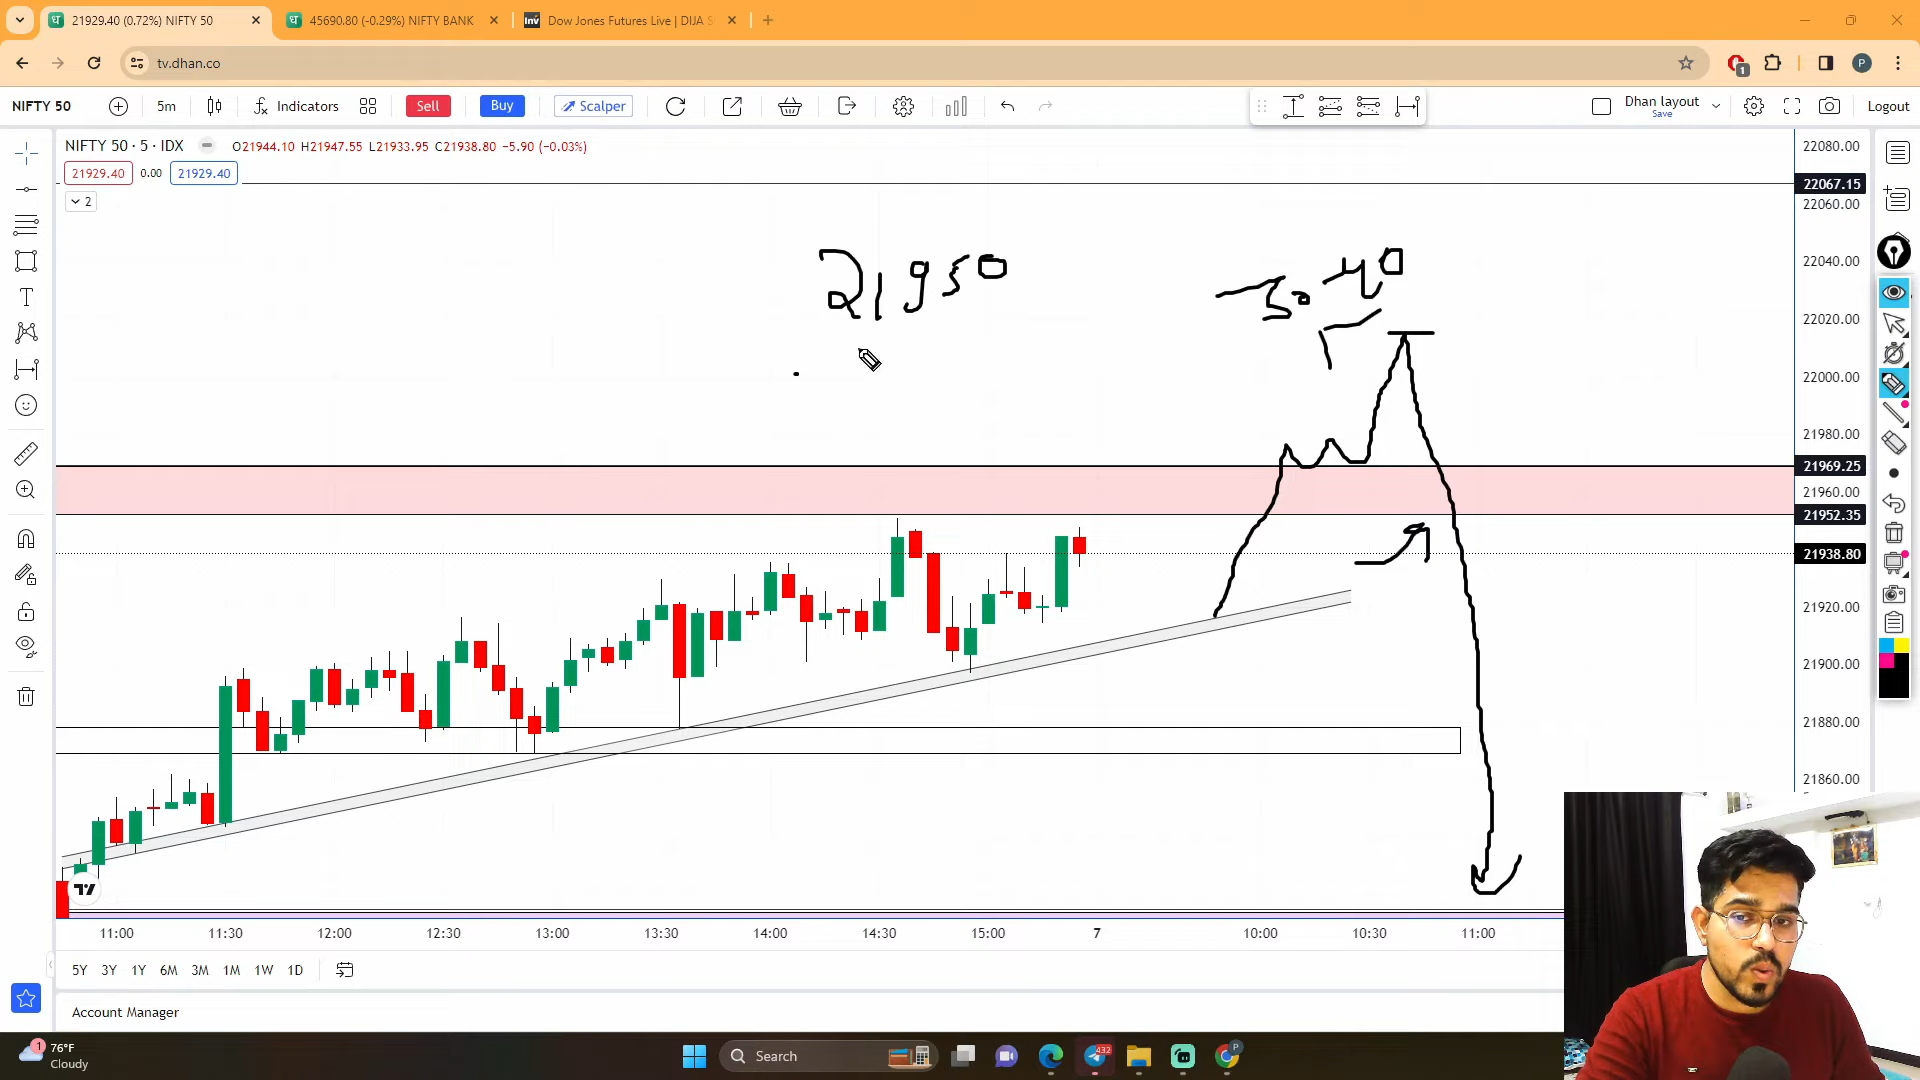 21929.40 (0.72%) NIFTY 50
45690.80 (-0.29%) NIFTY BANK
Inv
Dow Jones Futures Live | DIJA S
tv.dhan.co
1
P
NIFTY 50
5m
Indicators
Sell
Buy
Scalper
Dhan layout
Save
Logout
NIFTY 50 · 5 · IDX
O21944.10 H21947.55 L21933.95 C21938.80 −5.90 (−0.03%)
21929.40
0.00
21929.40
2
21950
30
40
22080.00
22067.15
22060.00
22040.00
22020.00
22000.00
21980.00
21969.25
21960.00
21952.35
21938.80
21920.00
21900.00
21880.00
21860.00
11:00
11:30
12:00
12:30
13:00
13:30
14:00
14:30
15:00
7
10:00
10:30
11:00
5Y
3Y
1Y
6M
3M
1M
1W
1D
Account Manager
1
76°F
Cloudy
Search
432
P